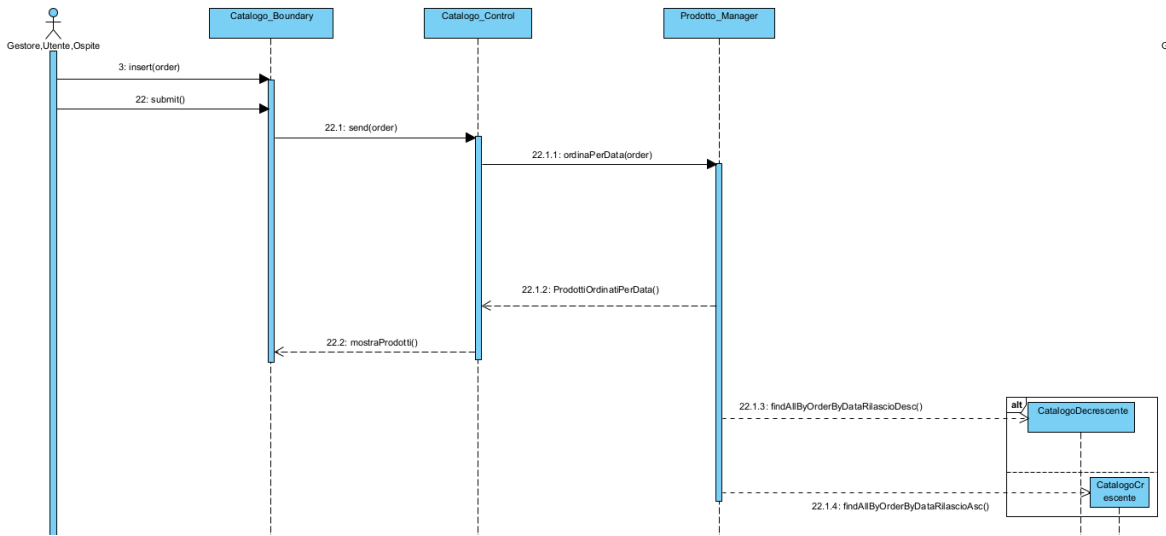 Catalogo_Boundary
Catalogo_Control
Prodotto_Manager
Gestore,Utente,Ospite
G
3: insert(order)
22: submit()
22.1: send(order)
22.1.1: ordinaPerData(order)
22.1.2: ProdottiOrdinatiPerData()
22.2: mostraProdotti()
22.1.3: findAllByOrderByDataRilascioDesc()
alt
CatalogoDecrescente
CatalogoCr
escente
22.1.4: findAllByOrderByDataRilascioAsc()